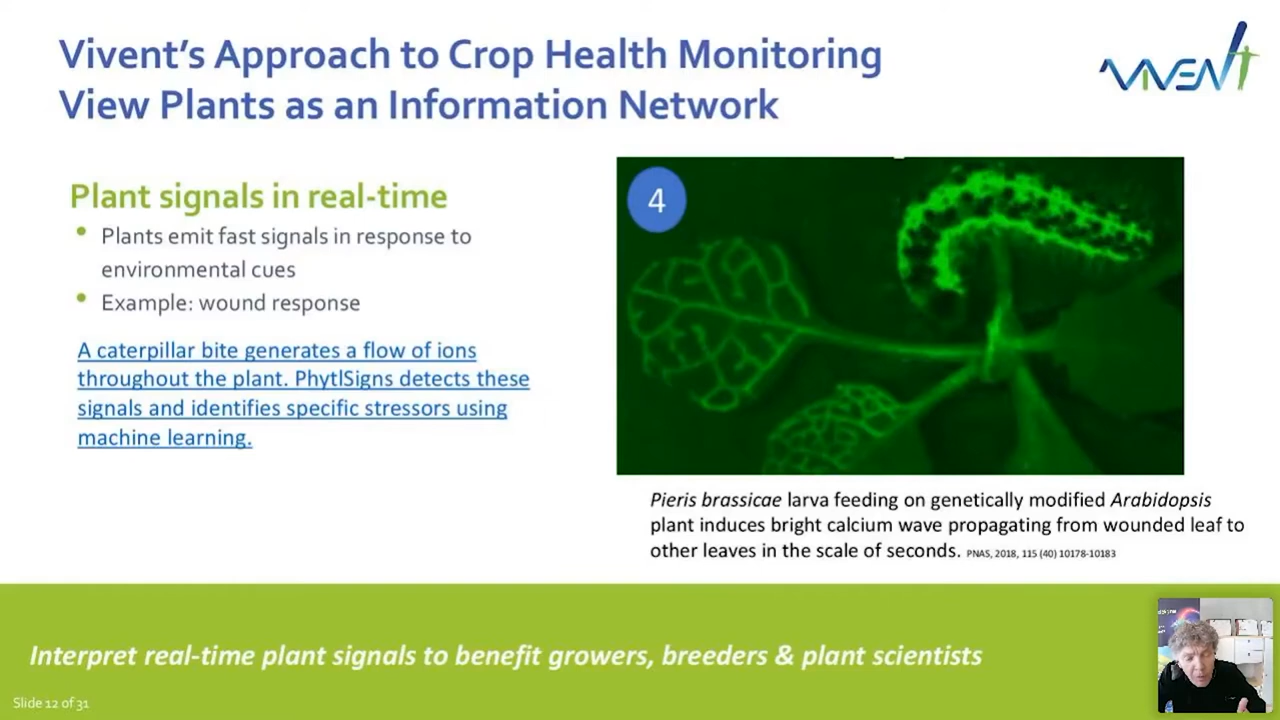 Vivent's Approach to Crop Health Monitoring
View Plants as an Information Network
VIVENT
Plant signals in real-time
• Plants emit fast signals in response to
environmental cues
• Example: wound response
A caterpillar bite generates a flow of ions
throughout the plant. PhytlSigns detects these
signals and identifies specific stressors using
machine learning.
4
Pieris brassicae larva feeding on genetically modified Arabidopsis
plant induces bright calcium wave propagating from wounded leaf to
other leaves in the scale of seconds. PNAS, 2018, 115 (40) 10178-10183
Interpret real-time plant signals to benefit growers, breeders & plant scientists
Slide 12 of 31